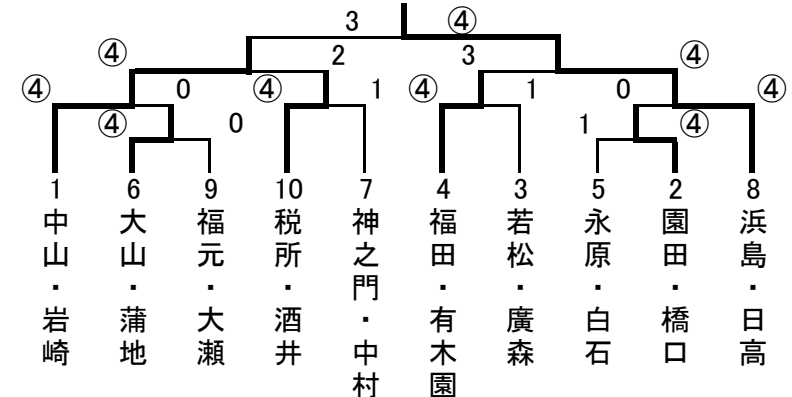 3 ④
④ 2 3 ④
④ 0 ④ 1 ④ 1 0 ④
④ 0 1 ④
1 6 9 10 7 4 3 5 2 8
中山・岩崎
大山・蒲地
福元・大瀬
税所・酒井
神之門・中村
福田・有木園
若松・廣森
永原・白石
園田・橋口
浜島・日高